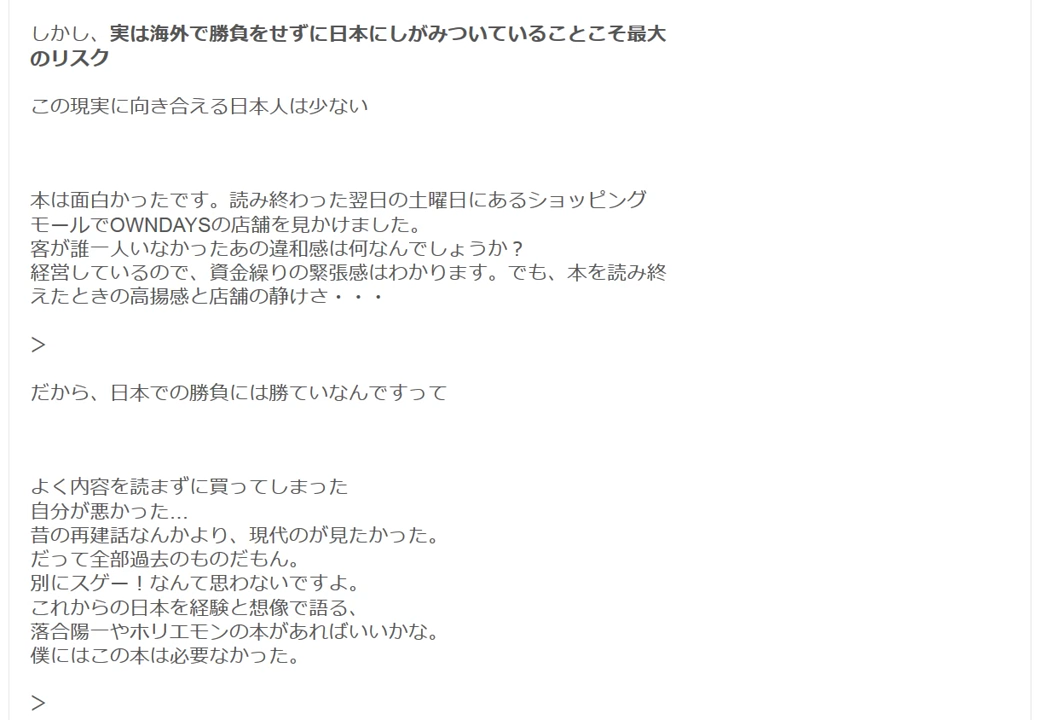 しかし、実は海外で勝負をせずに日本にしがみついていることこそ最大
のリスク
この現実に向き合える日本人は少ない
本は面白かったです。読み終わった翌日の土曜日にあるショッピング
モールでOWNDAYSの店舗を見かけました。
客が誰一人いなかったあの違和感は何なんでしょうか？
経営しているので、資金繰りの緊張感はわかります。でも、本を読み終
えたときの高揚感と店舗の静けさ・・・
＞
だから、日本での勝負には勝ていなんですって
よく内容を読まずに買ってしまった
自分が悪かった…
昔の再建話なんかより、現代のが見たかった。
だって全部過去のものだもん。
別にスゲー！なんて思わないですよ。
これからの日本を経験と想像で語る、
落合陽一やホリエモンの本があればいいかな。
僕にはこの本は必要なかった。
＞